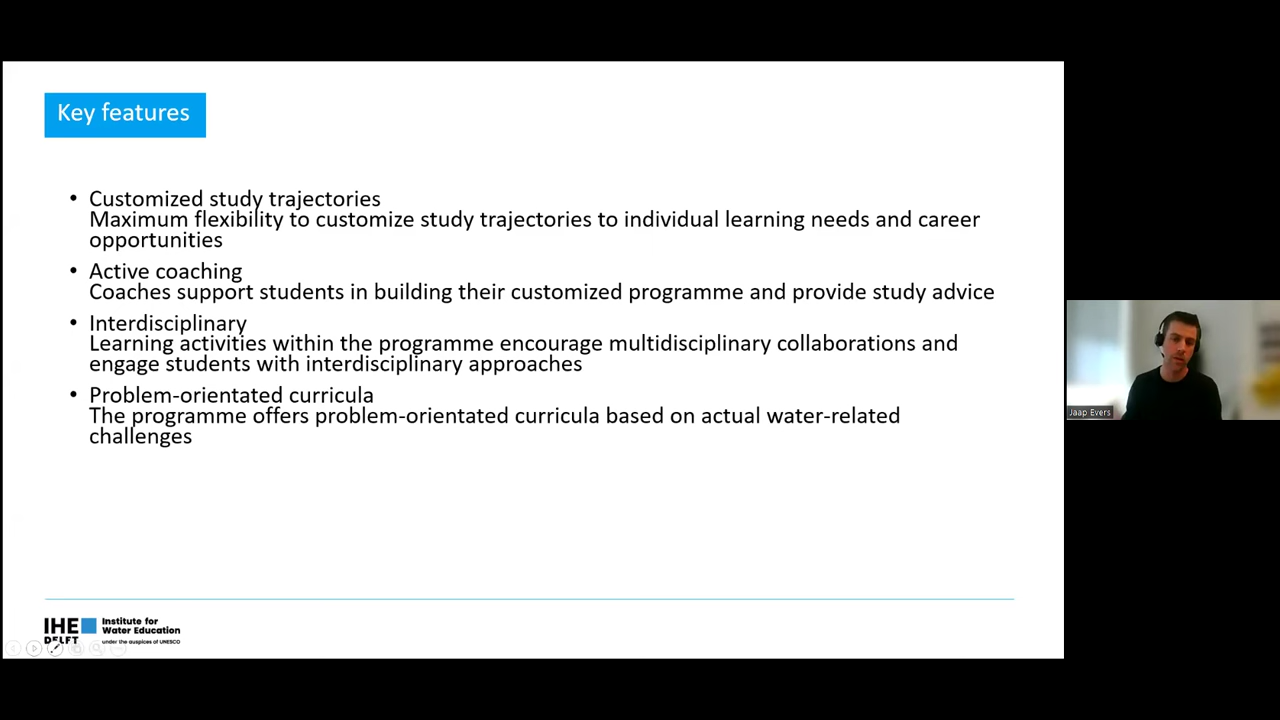 Key features
• Customized study trajectories
Maximum flexibility to customize study trajectories to individual learning needs and career
opportunities
• Active coaching
Coaches support students in building their customized programme and provide study advice
• Interdisciplinary
Learning activities within the programme encourage multidisciplinary collaborations and
engage students with interdisciplinary approaches
• Problem-orientated curricula
The programme offers problem-orientated curricula based on actual water-related
challenges
Jaap Evers
IHE
DELFT
Institute for
Water Education
under the auspices of UNESCO